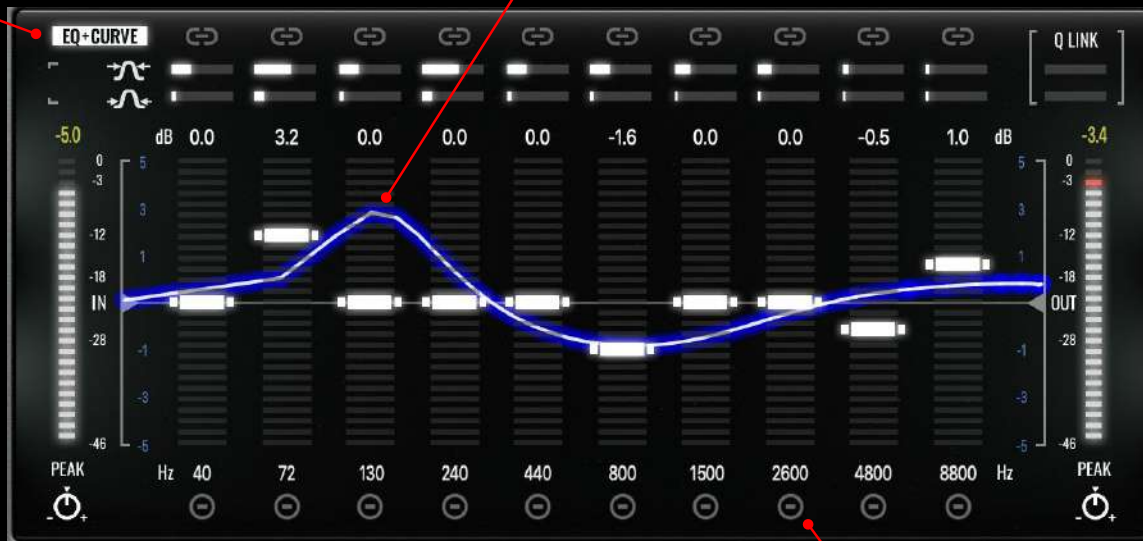 EQ+CURVE
Q LINK
-5.0 dB 0.0 3.2 0.0 0.0 0.0 -1.6 0.0 0.0 -0.5 1.0 dB -3.4
0 5 5 0
-3 -3
3 3
-12 -12
1 1
-18 -18
IN OUT
-28 -28
-1 -1
-3 -3
-46 -5 -5 -46
PEAK Hz 40 72 130 240 440 800 1500 2600 4800 8800 Hz PEAK
- + - +